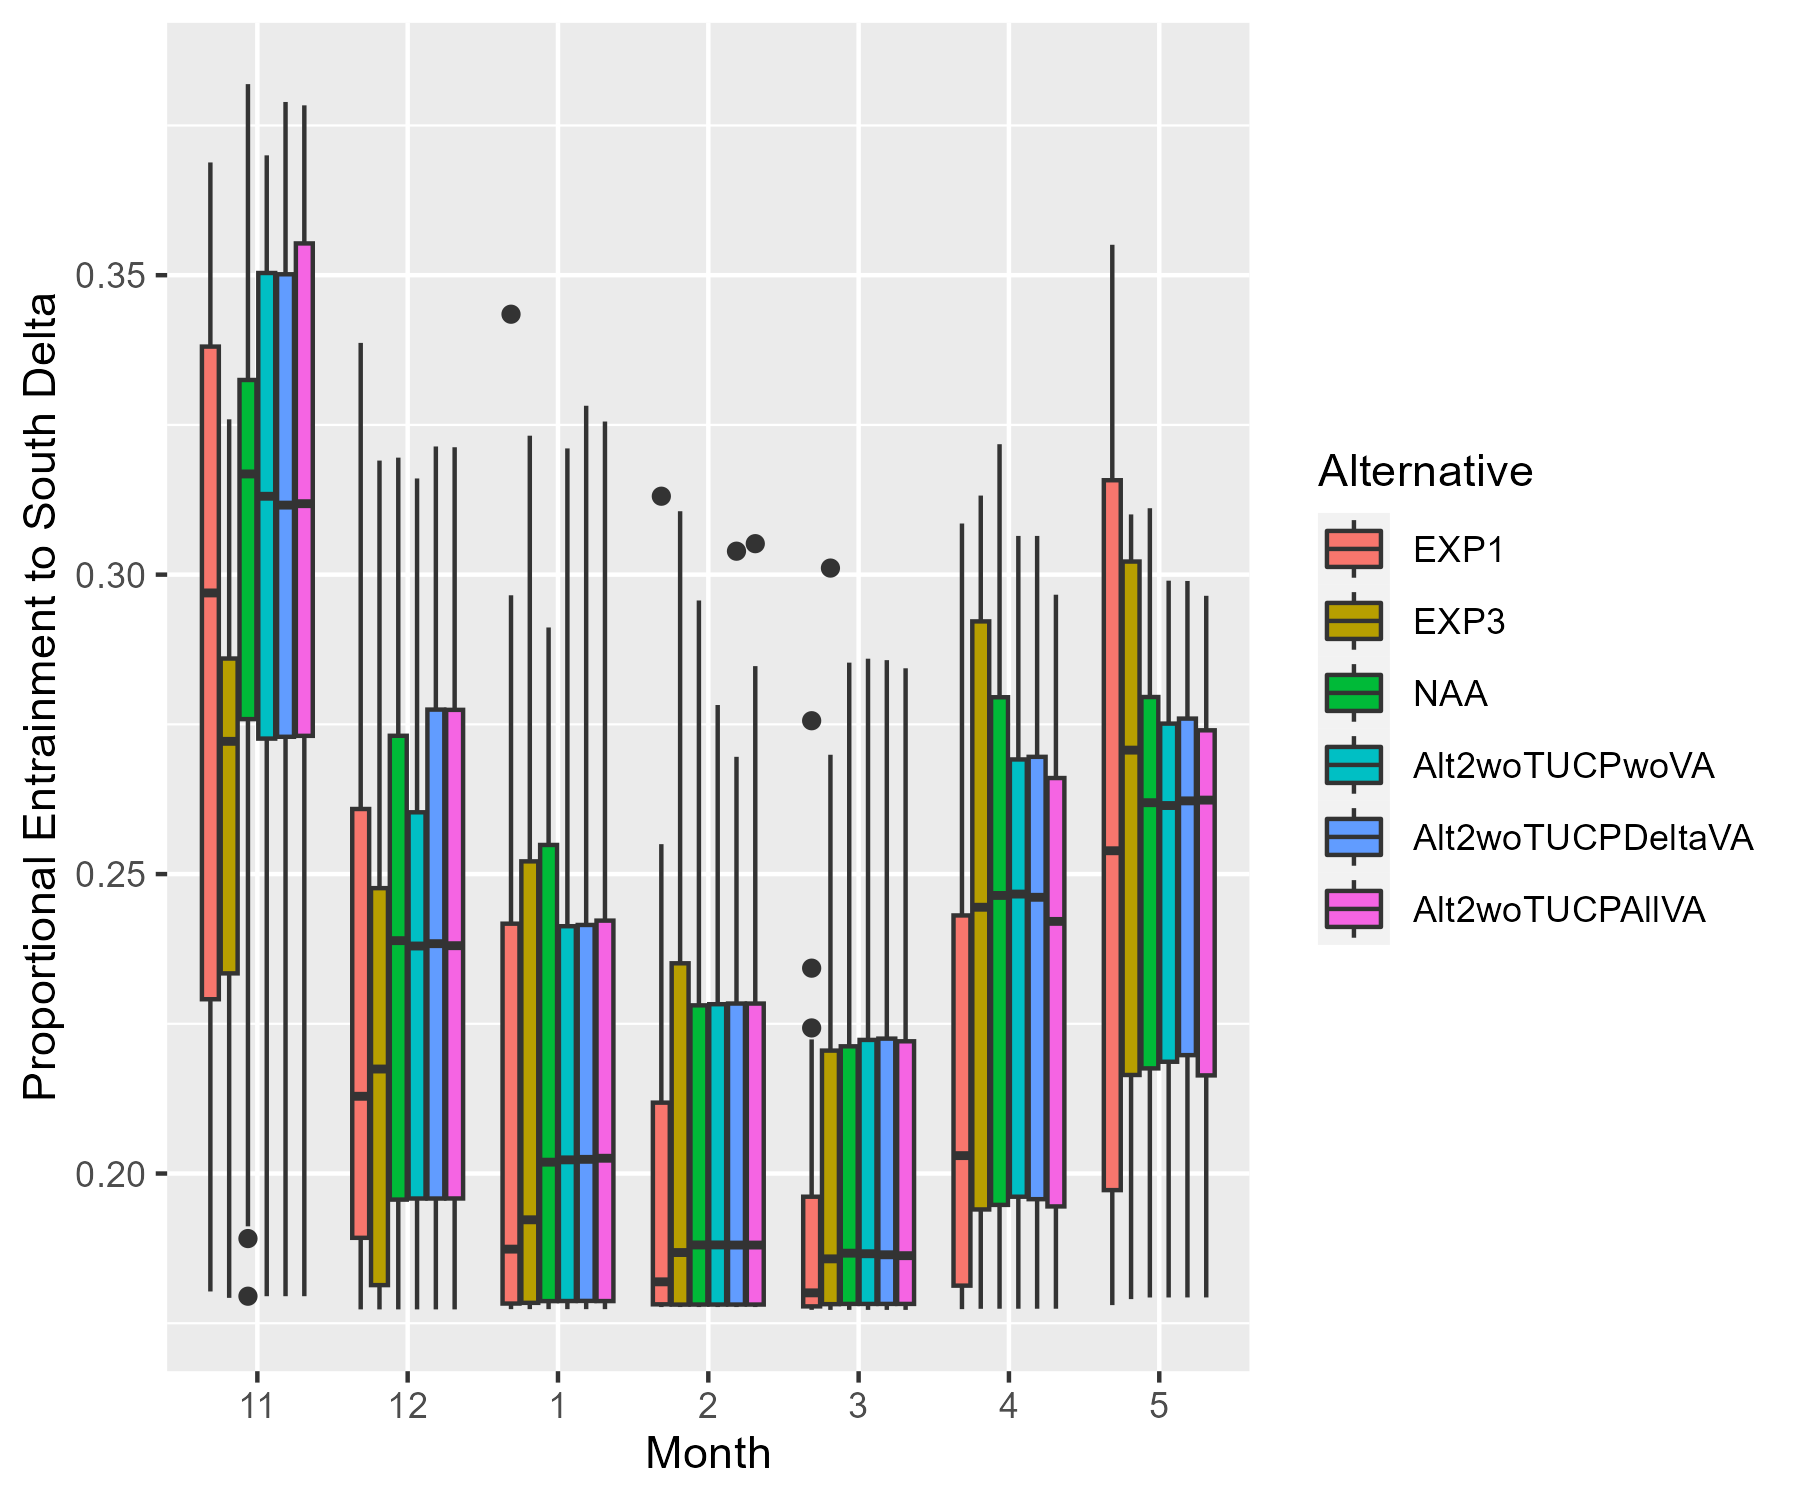 Proportional Entrainment to South Delta
0.35
0.30
0.25
0.20
11 12 1 2 3 4 5
Month
Alternative
EXP1
EXP3
NAA
Alt2woTUCPwoVA
Alt2woTUCPDeltaVA
Alt2woTUCPAllVA